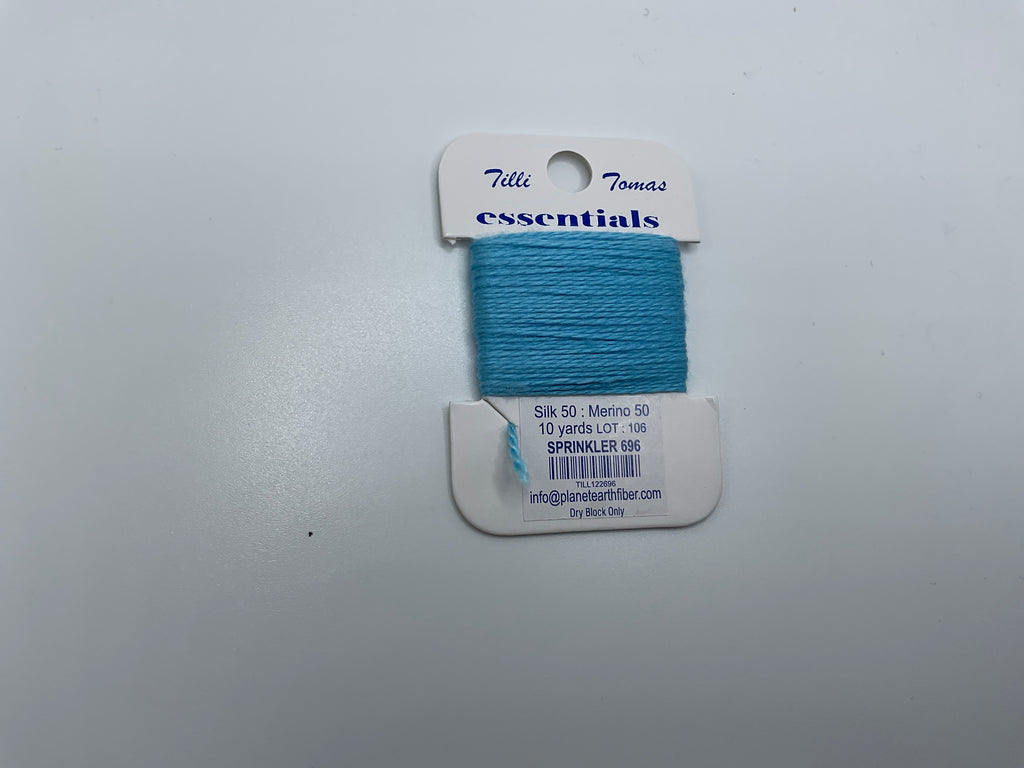 Tilli Tomas
essentials
Silk 50 : Merino 50
10 yards LOT : 106
SPRINKLER 696
TILL122696
info@planetearthfiber.com
Dry Block Only